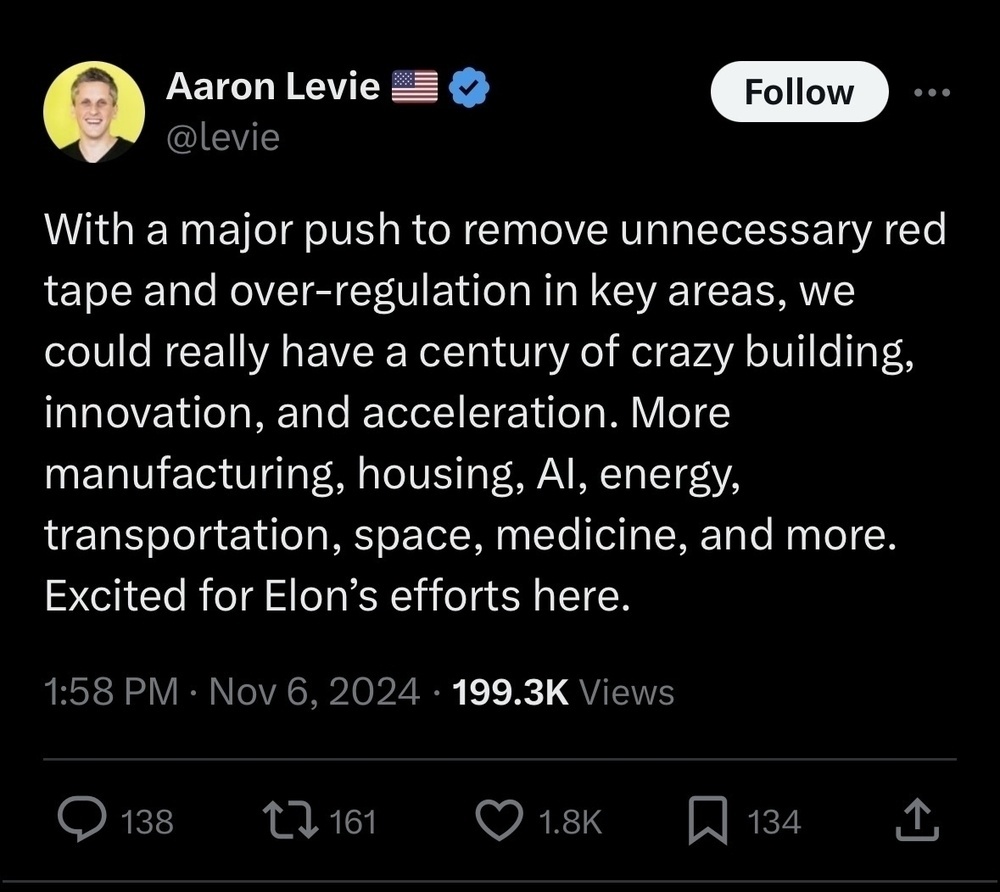 Aaron Levie 🇺🇸
@levie
Follow
With a major push to remove unnecessary red
tape and over-regulation in key areas, we
could really have a century of crazy building,
innovation, and acceleration. More
manufacturing, housing, AI, energy,
transportation, space, medicine, and more.
Excited for Elon’s efforts here.
1:58 PM · Nov 6, 2024 · 199.3K Views
138 161 1.8K 134